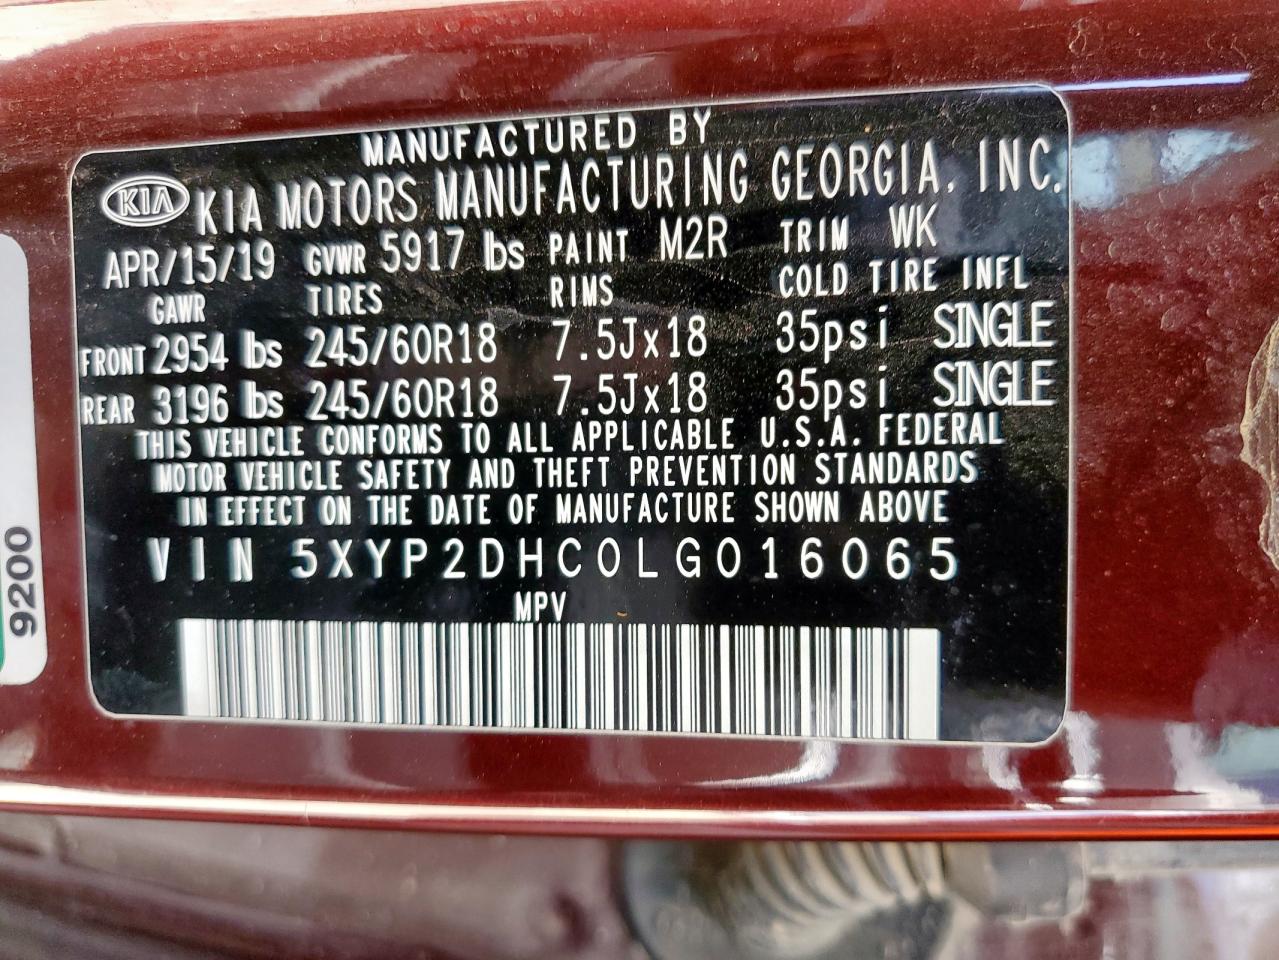 MANUFACTURED BY
KIA KIA MOTORS MANUFACTURING GEORGIA, INC.
APR/15/19 GVWR 5917 lbs PAINT M2R TRIM WK
GAWR TIRES RIMS COLD TIRE INFL
FRONT 2954 lbs 245/60R18 7.5Jx18 35psi SINGLE
REAR 3196 lbs 245/60R18 7.5Jx18 35psi SINGLE
THIS VEHICLE CONFORMS TO ALL APPLICABLE U.S.A. FEDERAL
MOTOR VEHICLE SAFETY AND THEFT PREVENTION STANDARDS
IN EFFECT ON THE DATE OF MANUFACTURE SHOWN ABOVE
VIN 5XYP2DHC0LG016065
MPV
9200